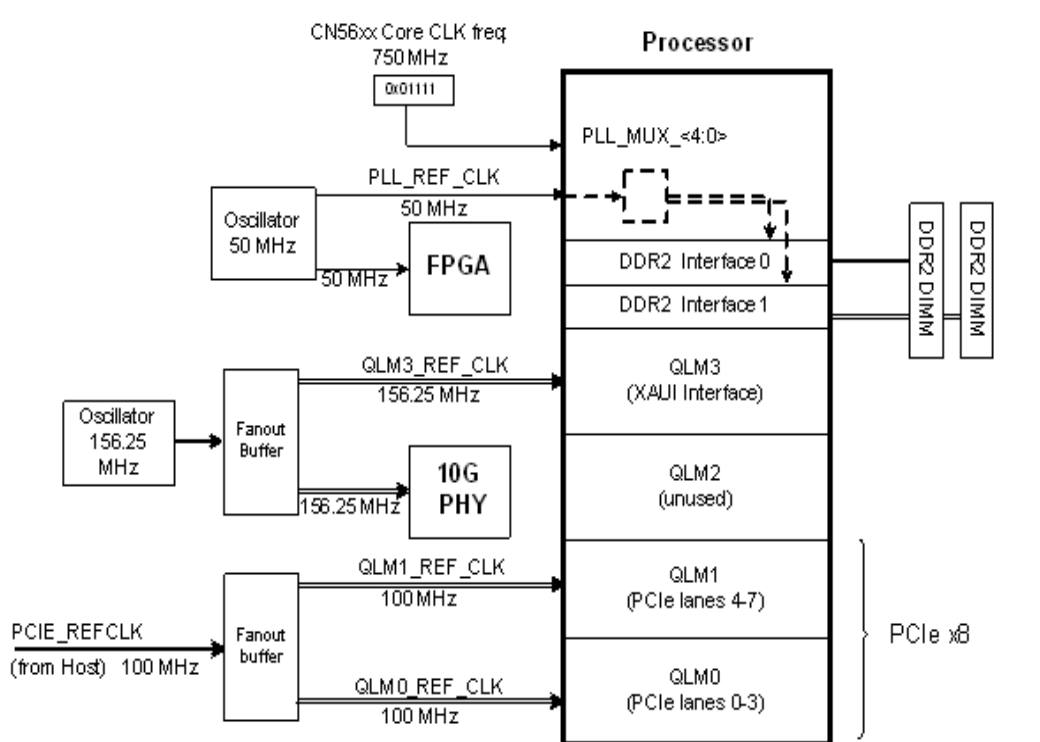 CN56xx Core CLK freq
750 MHz
0x01111
Processor
PLL_MUX_<4:0>
PLL_REF_CLK
50 MHz
Oscillator
50 MHz
50 MHz
FPGA
DDR2 Interface 0
DDR2 Interface 1
DDR2 DIMM
DDR2 DIMM
QLM3_REF_CLK
156.25 MHz
QLM3
(XAUI Interface)
Oscillator
156.25
MHz
Fanout
Buffer
156.25 MHz
10G
PHY
QLM2
(unused)
QLM1_REF_CLK
100 MHz
QLM1
(PCIe lanes 4-7)
PCIE_REFCLK
(from Host) 100 MHz
Fanout
buffer
PCIe x8
QLM0_REF_CLK
100 MHz
QLM0
(PCIe lanes 0-3)